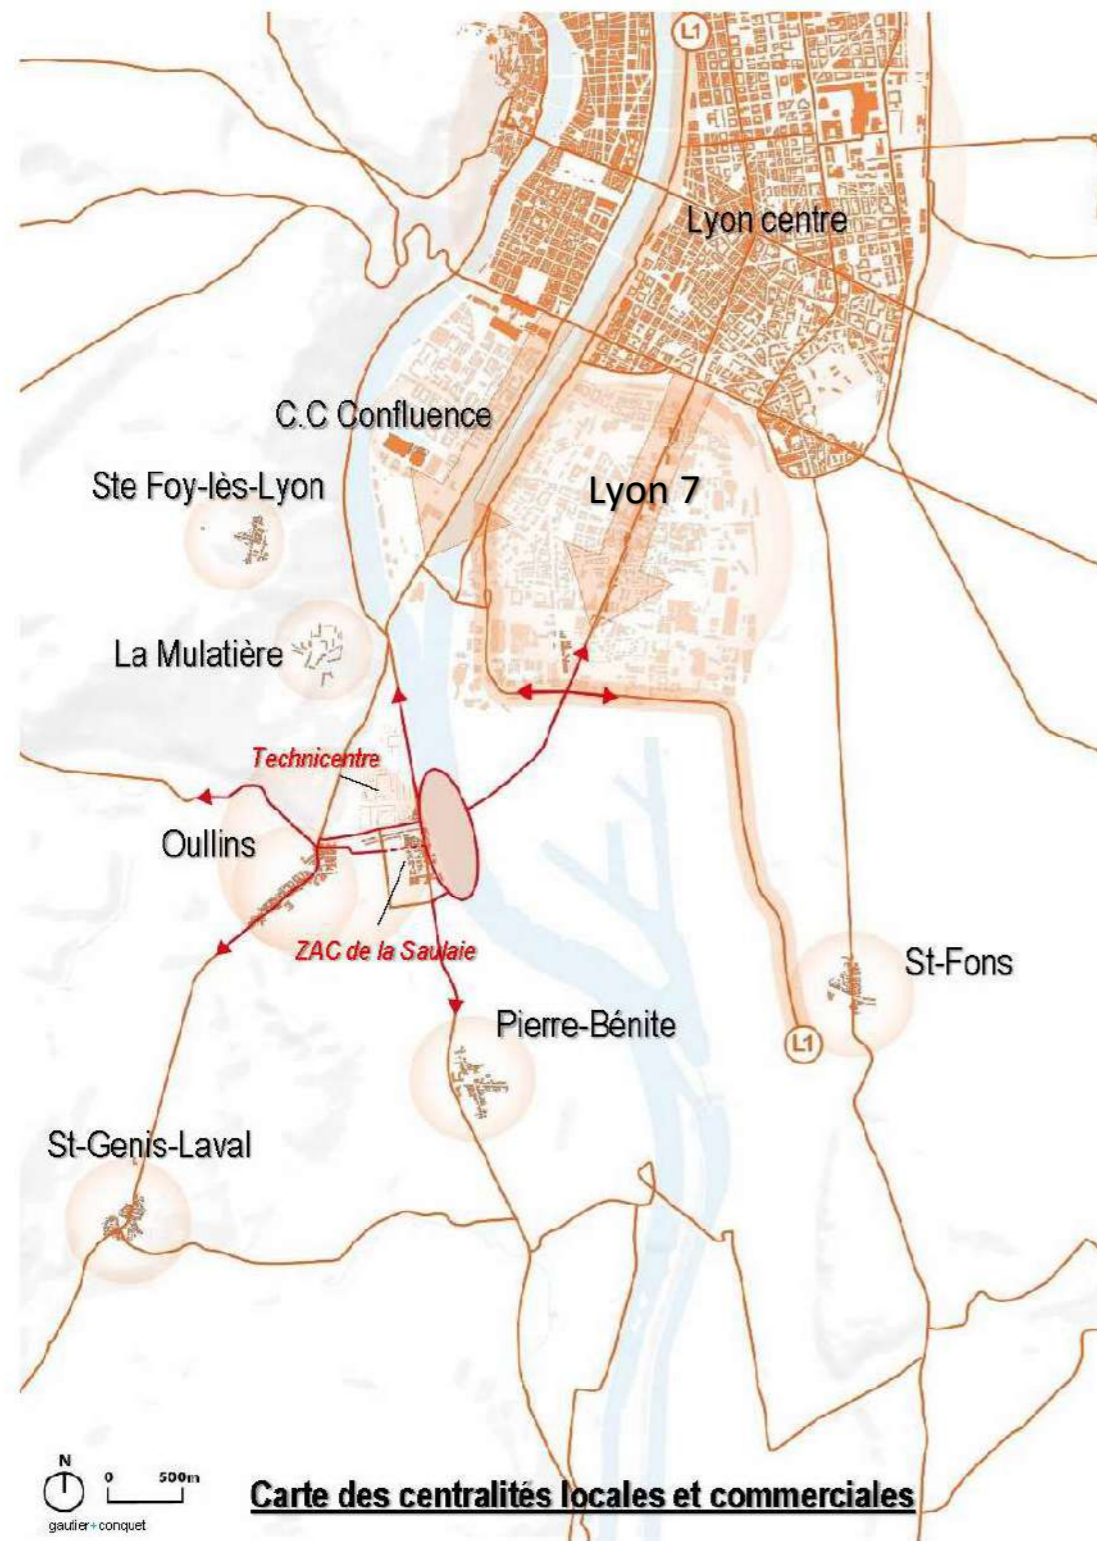 L1
Lyon centre
C.C Confluence
Ste Foy-lès-Lyon
Lyon 7
La Mulatière
Technicentre
Oullins
ZAC de la Saulaie
St-Fons
Pierre-Bénite
L1
St-Genis-Laval
N
0 500m
gautier+conquet
Carte des centralités locales et commerciales